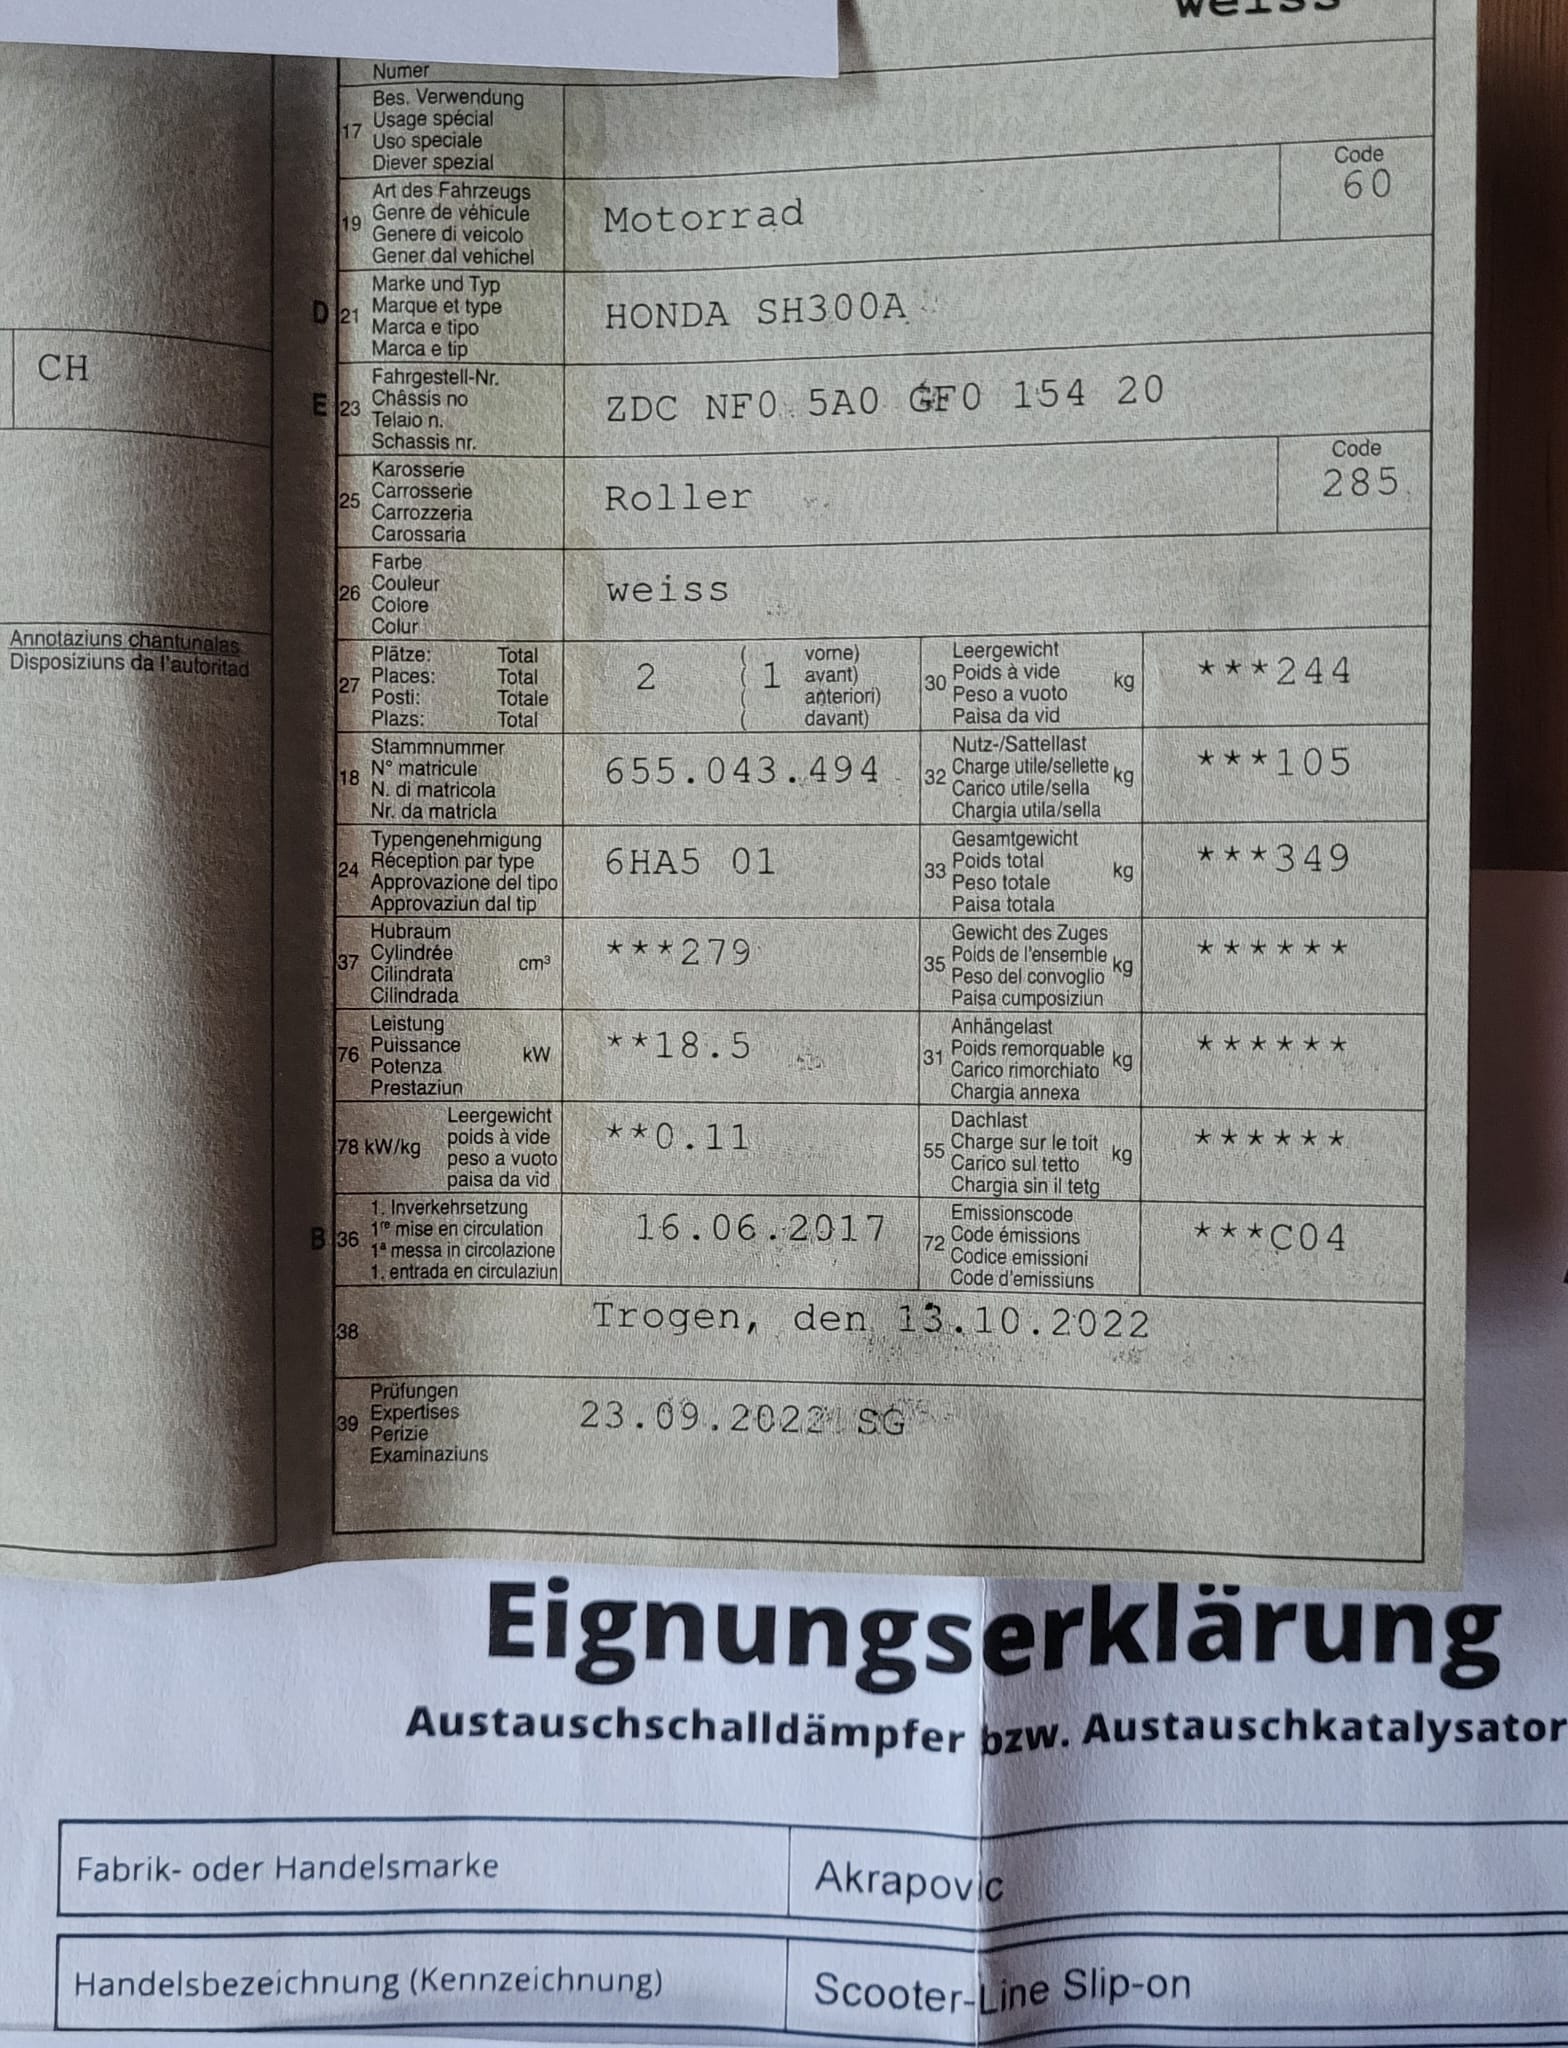 weiss
Numer
17
Bes. Verwendung
Usage spécial
Uso speciale
Diever spezial
19
Art des Fahrzeugs
Genre de véhicule
Genere di veicolo
Gener dal vehichel
Motorrad
Code
60
D 21
Marke und Typ
Marque et type
Marca e tipo
Marca e tip
HONDA SH300A
CH
E 23
Fahrgestell-Nr.
Châssis no
Telaio n.
Schassis nr.
ZDC NF0 5A0 GF0 154 20
25
Karosserie
Carrosserie
Carrozzeria
Carossaria
Roller
Code
285
26
Farbe
Couleur
Colore
Colur
weiss
Annotaziuns chantunalas
Disposiziuns da l'autoritad
27
Plätze: Total
Places: Total
Posti: Totale
Plazs: Total
2
( vorne)
( 1 avant)
( anteriori)
( davant)
30
Leergewicht
Poids à vide
Peso a vuoto
Paisa da vid
kg
***244
18
Stammnummer
N° matricule
N. di matricola
Nr. da matricla
655.043.494
32
Nutz-/Sattellast
Charge utile/sellette
Carico utile/sella
Chargia utila/sella
kg
***105
24
Typengenehmigung
Réception par type
Approvazione del tipo
Approvaziun dal tip
6HA5 01
33
Gesamtgewicht
Poids total
Peso totale
Paisa totala
kg
***349
37
Hubraum
Cylindrée
Cilindrata
Cilindrada
cm³
***279
35
Gewicht des Zuges
Poids de l'ensemble
Peso del convoglio
Paisa cumposiziun
kg
******
76
Leistung
Puissance
Potenza
Prestaziun
kW
**18.5
31
Anhängelast
Poids remorquable
Carico rimorchiato
Chargia annexa
kg
******
78 kW/kg
Leergewicht
poids à vide
peso a vuoto
paisa da vid
**0.11
55
Dachlast
Charge sur le toit
Carico sul tetto
Chargia sin il tetg
kg
******
B 36
1. Inverkehrsetzung
1re mise en circulation
1ª messa in circolazione
1. entrada en circulaziun
16.06.2017
72
Emissionscode
Code émissions
Codice emissioni
Code d'emissiuns
***C04
38
Trogen, den 13.10.2022
39
Prüfungen
Expertises
Perizie
Examinaziuns
23.09.2022 SG
Eignungserklärung
Austauschschalldämpfer bzw. Austauschkatalysator
Fabrik- oder Handelsmarke
Akrapovic
Handelsbezeichnung (Kennzeichnung)
Scooter-Line Slip-on